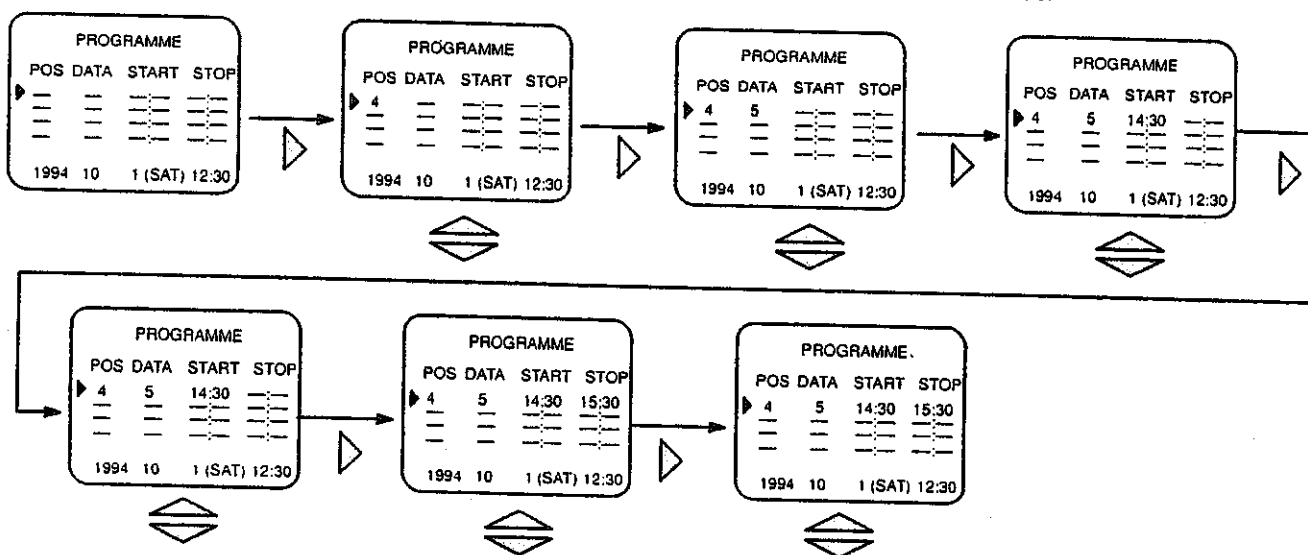 PROGRAMME
POS DATA START STOP
1994 10 1 (SAT) 12:30
PROGRAMME
POS DATA START STOP
4
1994 10 1 (SAT) 12:30
PROGRAMME
POS DATA START STOP
4 5
1994 10 1 (SAT) 12:30
PROGRAMME
POS DATA START STOP
4 5 14:30
1994 10 1 (SAT) 12:30
PROGRAMME
POS DATA START STOP
4 5 14:30
1994 10 1 (SAT) 12:30
PROGRAMME
POS DATA START STOP
4 5 14:30 15:30
1994 10 1 (SAT) 12:30
PROGRAMME.
POS DATA START STOP
4 5 14:30 15:30
1994 10 1 (SAT) 12:30